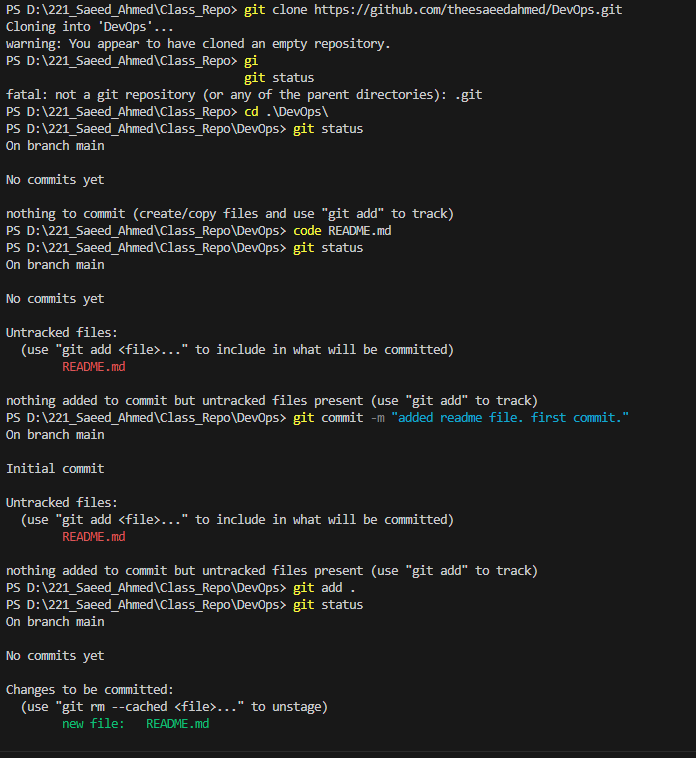 PS D:\221_Saeed_Ahmed\Class_Repo> git clone https://github.com/theesaeedahmed/DevOps.git
Cloning into 'DevOps'...
warning: You appear to have cloned an empty repository.
PS D:\221_Saeed_Ahmed\Class_Repo> gi
git status
fatal: not a git repository (or any of the parent directories): .git
PS D:\221_Saeed_Ahmed\Class_Repo> cd .\DevOps\
PS D:\221_Saeed_Ahmed\Class_Repo\DevOps> git status
On branch main
No commits yet
nothing to commit (create/copy files and use "git add" to track)
PS D:\221_Saeed_Ahmed\Class_Repo\DevOps> code README.md
PS D:\221_Saeed_Ahmed\Class_Repo\DevOps> git status
On branch main
No commits yet
Untracked files:
(use "git add <file>..." to include in what will be committed)
README.md
nothing added to commit but untracked files present (use "git add" to track)
PS D:\221_Saeed_Ahmed\Class_Repo\DevOps> git commit -m "added readme file. first commit."
On branch main
Initial commit
Untracked files:
(use "git add <file>..." to include in what will be committed)
README.md
nothing added to commit but untracked files present (use "git add" to track)
PS D:\221_Saeed_Ahmed\Class_Repo\DevOps> git add .
PS D:\221_Saeed_Ahmed\Class_Repo\DevOps> git status
On branch main
No commits yet
Changes to be committed:
(use "git rm --cached <file>..." to unstage)
new file: README.md